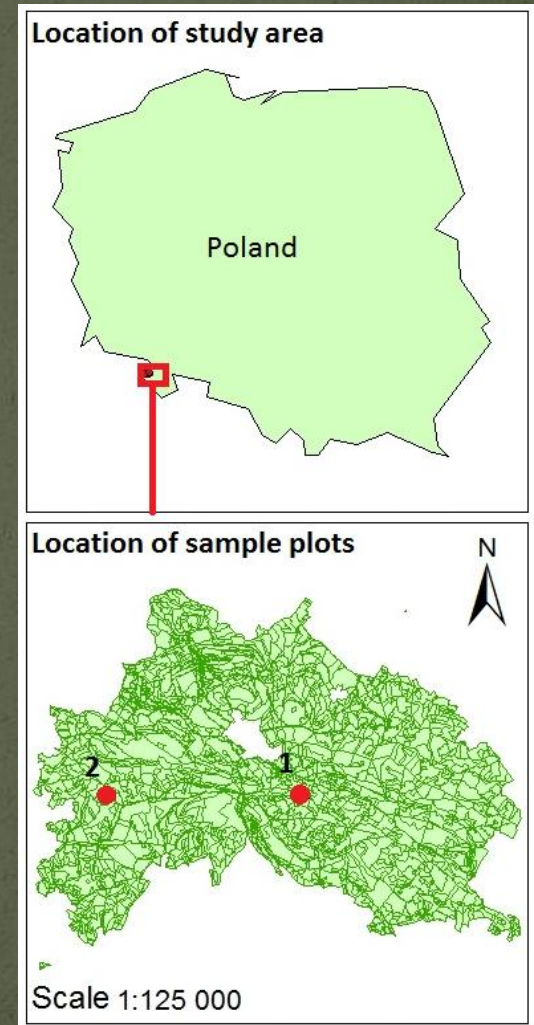 Location of study area
Poland
Location of sample plots
N
2
1
Scale 1:125 000